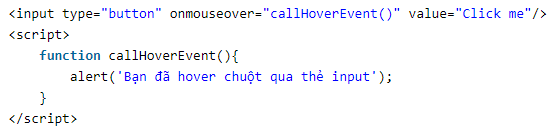 <input type="button" onmouseover="callHoverEvent()" value="Click me"/>
<script>
    function callHoverEvent(){
        alert('Bạn đã hover chuột qua thẻ input');
    }
</script>